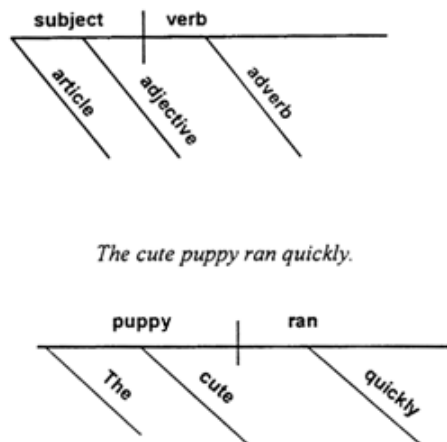 subject verb
article adjective adverb
The cute puppy ran quickly.
puppy ran
The cute quickly